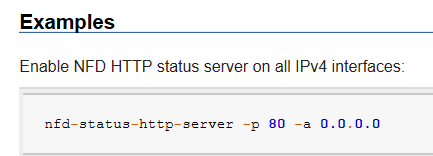 Examples
Enable NFD HTTP status server on all IPv4 interfaces:
nfd-status-http-server -p 80 -a 0.0.0.0